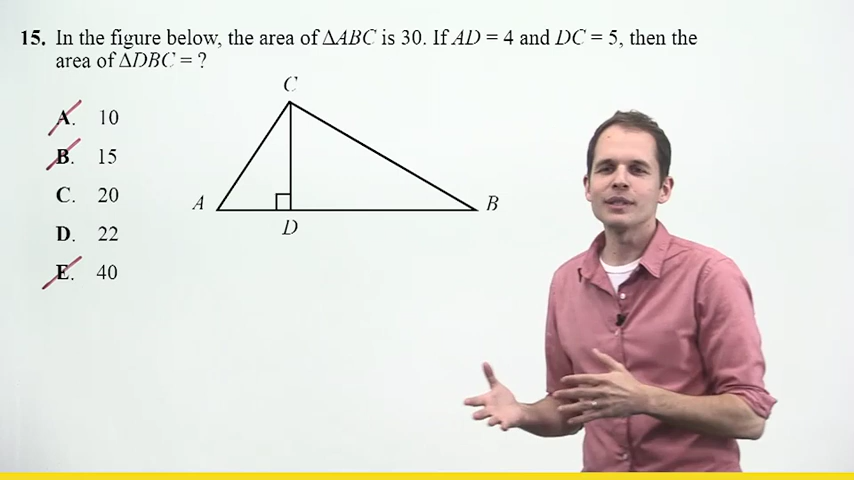 15. In the figure below, the area of ΔABC is 30. If AD = 4 and DC = 5, then the
area of ΔDBC = ?
C
A. 10
B. 15
C. 20
A
B
D. 22
D
E. 40